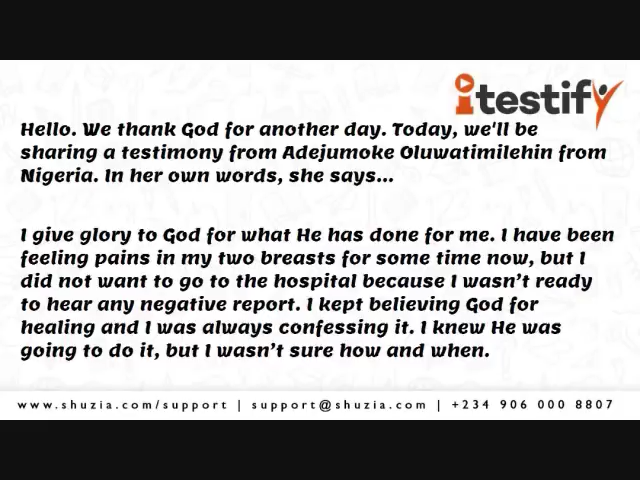 itestify
Hello. We thank God for another day. Today, we'll be
sharing a testimony from Adejumoke Oluwatimilehin from
Nigeria. In her own words, she says...
I give glory to God for what He has done for me. I have been
feeling pains in my two breasts for some time now, but I
did not want to go to the hospital because I wasn't ready
to hear any negative report. I kept believing God for
healing and I was always confessing it. I knew He was
going to do it, but I wasn't sure how and when.
www.shuzia.com/support | support@shuzia.com | +234 906 000 8807